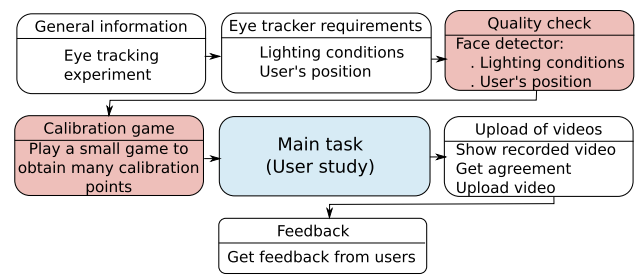 General information
Eye tracking
experiment
Eye tracker requirements
Lighting conditions
User's position
Quality check
Face detector:
. Lighting conditions
. User's position
Calibration game
Play a small game to
obtain many calibration
points
Main task
(User study)
Upload of videos
Show recorded video
Get agreement
Upload video
Feedback
Get feedback from users